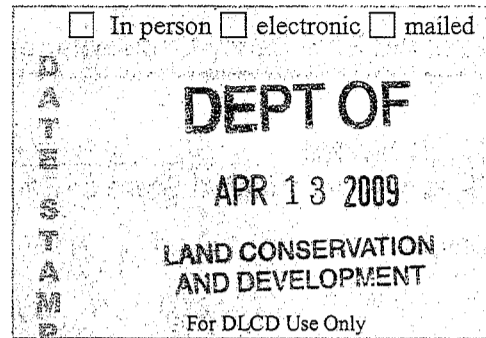 ☐ In person ☐ electronic ☐ mailed
DATE STAMP
DEPT OF
APR 13 2009
LAND CONSERVATION
AND DEVELOPMENT
For DLCD Use Only